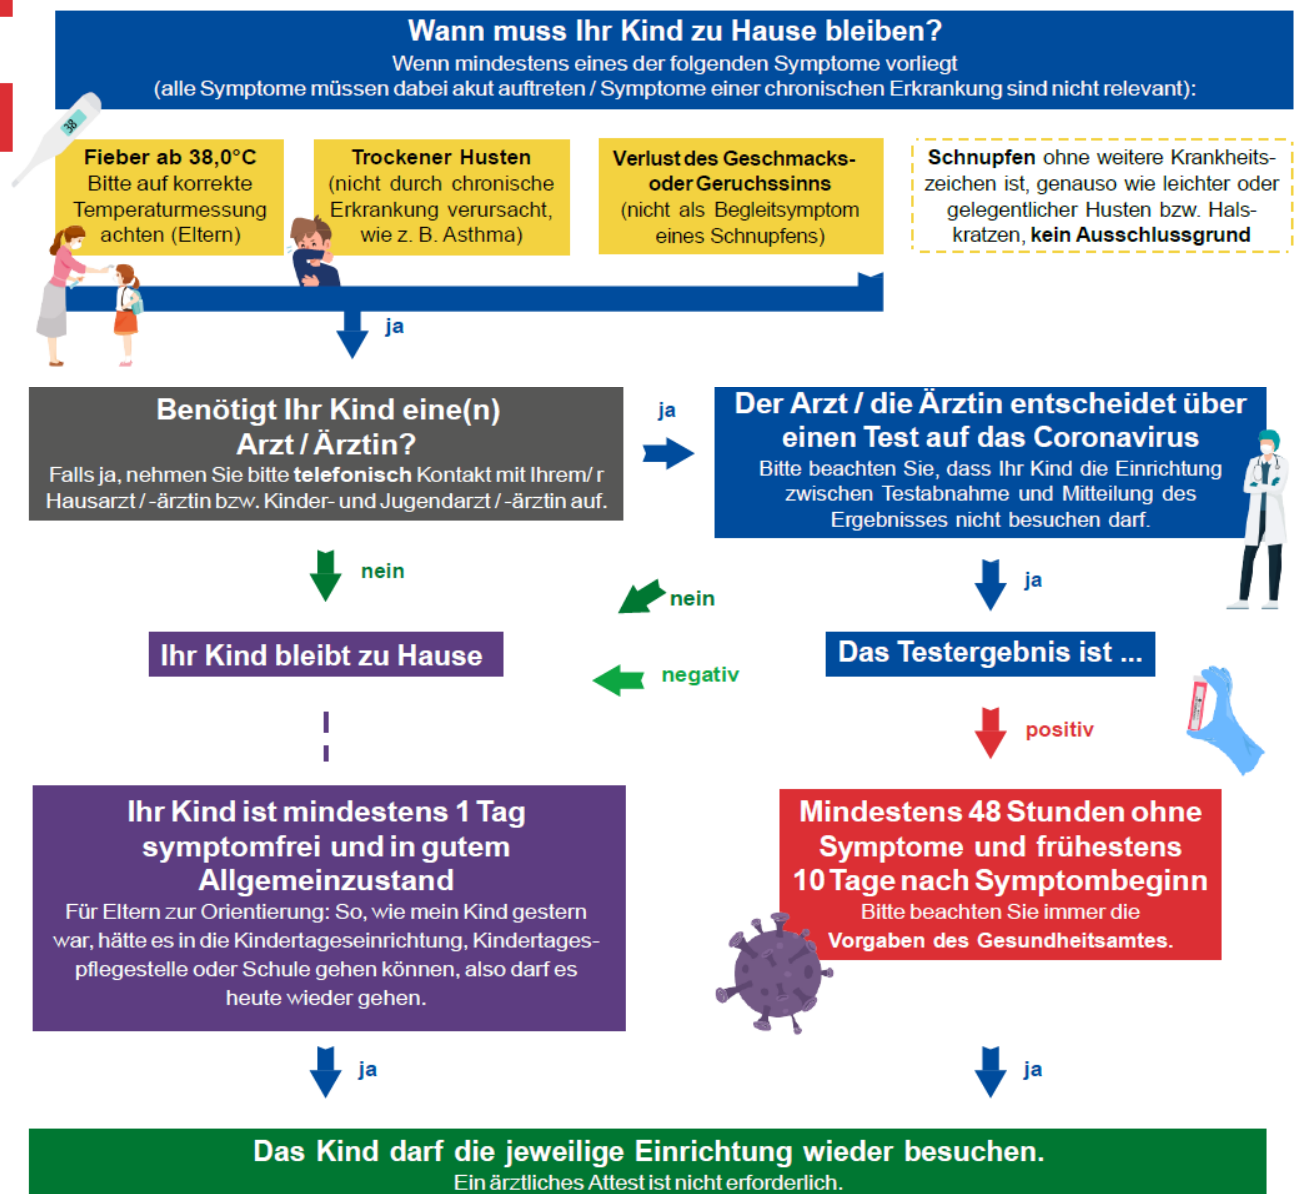 Wann muss Ihr Kind zu Hause bleiben?
Wenn mindestens eines der folgenden Symptome vorliegt
(alle Symptome müssen dabei akut auftreten / Symptome einer chronischen Erkrankung sind nicht relevant):
38
Fieber ab 38,0°C
Bitte auf korrekte
Temperaturmessung
achten (Eltern)
Trockener Husten
(nicht durch chronische
Erkrankung verursacht,
wie z. B. Asthma)
Verlust des Geschmacks-
oder Geruchssinns
(nicht als Begleitsymptom
eines Schnupfens)
Schnupfen ohne weitere Krankheits-
zeichen ist, genauso wie leichter oder
gelegentlicher Husten bzw. Hals-
kratzen, kein Ausschlussgrund
ja
Benötigt Ihr Kind eine(n)
Arzt / Ärztin?
Falls ja, nehmen Sie bitte telefonisch Kontakt mit Ihrem/ r
Hausarzt / -ärztin bzw. Kinder- und Jugendarzt / -ärztin auf.
ja
Der Arzt / die Ärztin entscheidet über
einen Test auf das Coronavirus
Bitte beachten Sie, dass Ihr Kind die Einrichtung
zwischen Testabnahme und Mitteilung des
Ergebnisses nicht besuchen darf.
nein
nein
ja
Ihr Kind bleibt zu Hause
negativ
Das Testergebnis ist ...
positiv
Ihr Kind ist mindestens 1 Tag
symptomfrei und in gutem
Allgemeinzustand
Für Eltern zur Orientierung: So, wie mein Kind gestern
war, hätte es in die Kindertageseinrichtung, Kindertages-
pflegestelle oder Schule gehen können, also darf es
heute wieder gehen.
Mindestens 48 Stunden ohne
Symptome und frühestens
10 Tage nach Symptombeginn
Bitte beachten Sie immer die
Vorgaben des Gesundheitsamtes.
ja
ja
Das Kind darf die jeweilige Einrichtung wieder besuchen.
Ein ärztliches Attest ist nicht erforderlich.